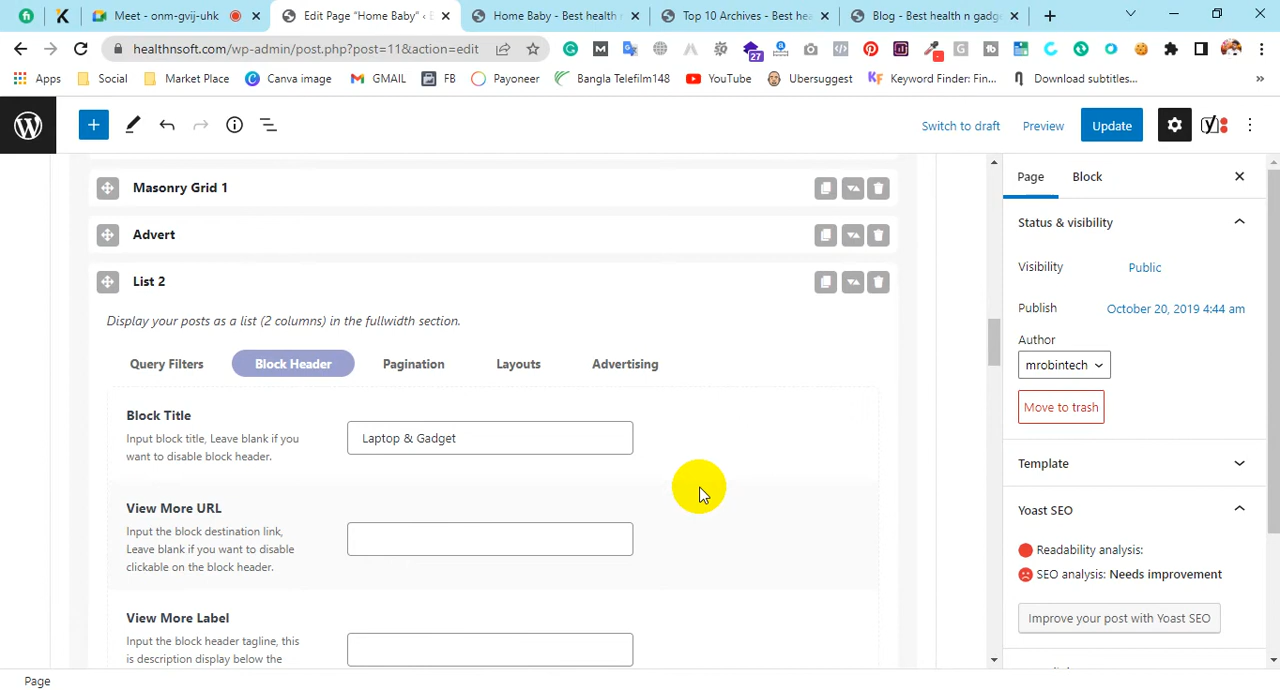 Meet - onm-gvij-uhk
Edit Page "Home Baby" ‹ B
Home Baby - Best health n
Top 10 Archives - Best hea
Blog - Best health n gadge
healthnsoft.com/wp-admin/post.php?post=11&action=edit
27
Apps
Social
Market Place
Canva image
GMAIL
FB
Payoneer
Bangla Telefilm148
YouTube
Ubersuggest
Keyword Finder: Fin...
Download subtitles...
»
Switch to draft
Preview
Update
Masonry Grid 1
Advert
List 2
Display your posts as a list (2 columns) in the fullwidth section.
Query Filters
Block Header
Pagination
Layouts
Advertising
Block Title
Input block title, Leave blank if you
want to disable block header.
Laptop & Gadget
View More URL
Input the block destination link,
Leave blank if you want to disable
clickable on the block header.
View More Label
Input the block header tagline, this
is description display below the
Page
Block
Status & visibility
Visibility
Public
Publish
October 20, 2019 4:44 am
Author
mrobintech
Move to trash
Template
Yoast SEO
Readability analysis:
SEO analysis: Needs improvement
Improve your post with Yoast SEO
Page